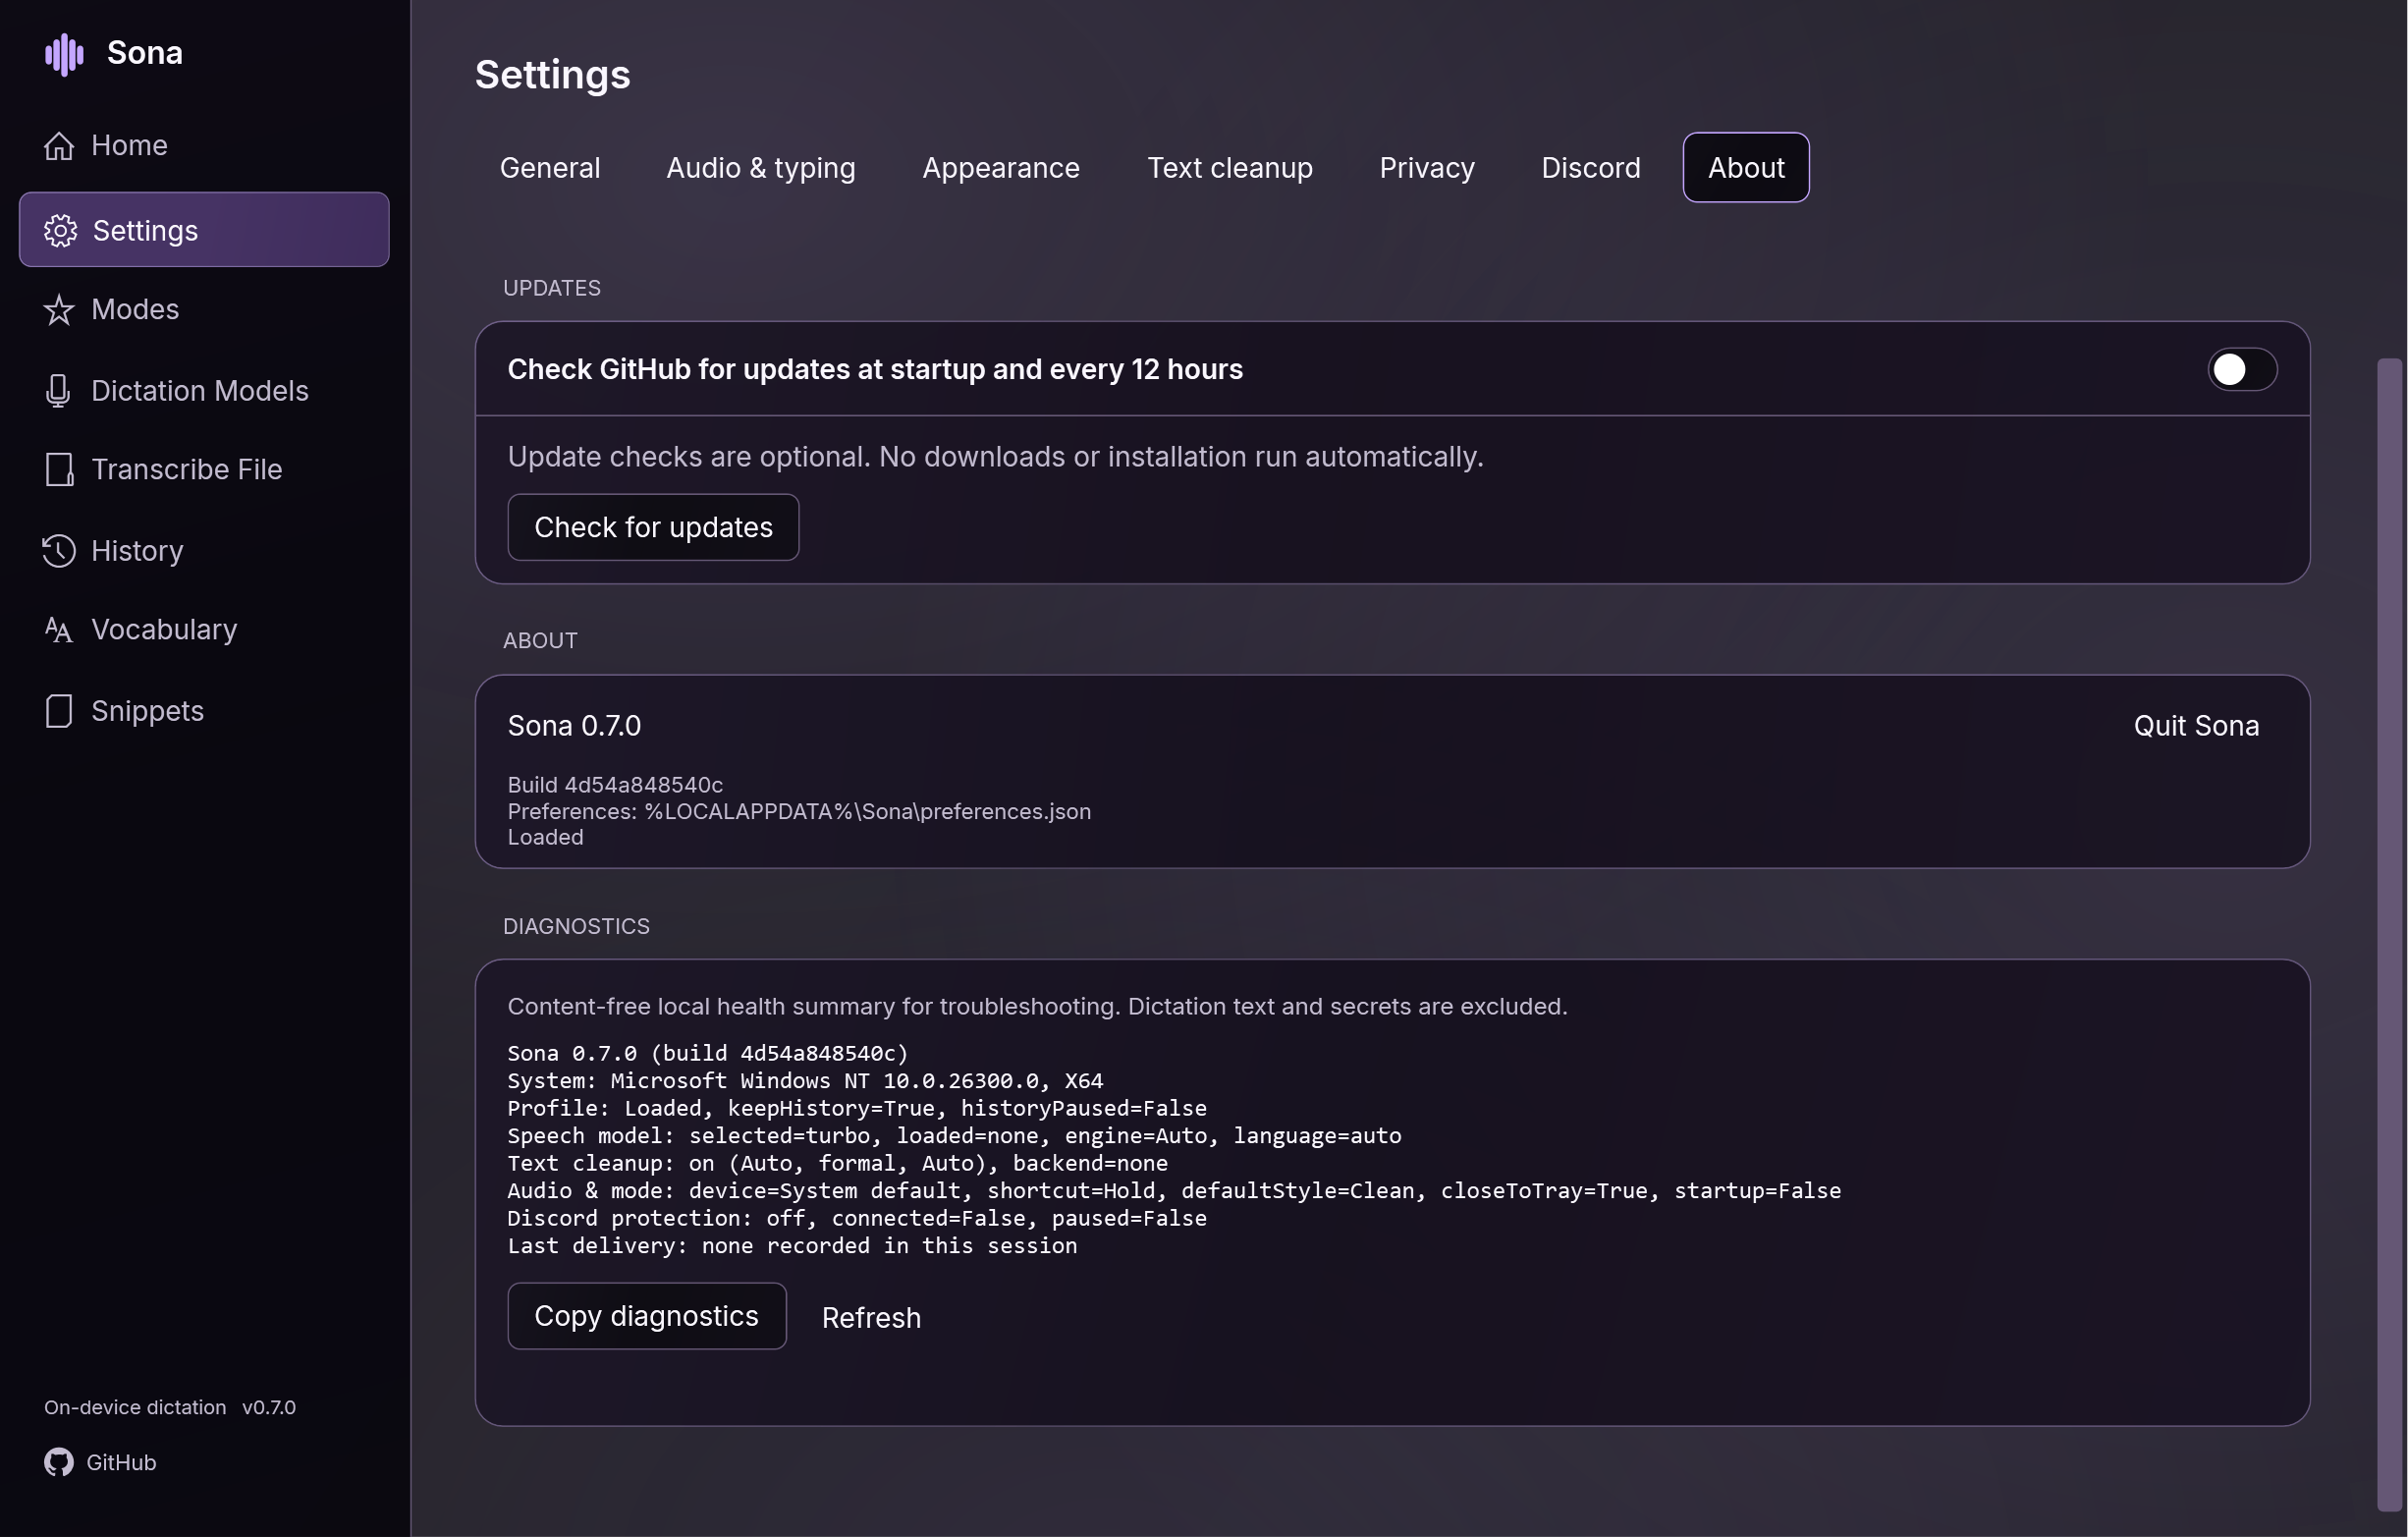 Sona
Home
Settings
Modes
Dictation Models
Transcribe File
History
Vocabulary
Snippets
On-device dictation v0.7.0
GitHub
Settings
General Audio & typing Appearance Text cleanup Privacy Discord About
UPDATES
Check GitHub for updates at startup and every 12 hours
Update checks are optional. No downloads or installation run automatically.
Check for updates
ABOUT
Sona 0.7.0 Quit Sona
Build 4d54a848540c
Preferences: %LOCALAPPDATA%\Sona\preferences.json
Loaded
DIAGNOSTICS
Content-free local health summary for troubleshooting. Dictation text and secrets are excluded.
Sona 0.7.0 (build 4d54a848540c)
System: Microsoft Windows NT 10.0.26300.0, X64
Profile: Loaded, keepHistory=True, historyPaused=False
Speech model: selected=turbo, loaded=none, engine=Auto, language=auto
Text cleanup: on (Auto, formal, Auto), backend=none
Audio & mode: device=System default, shortcut=Hold, defaultStyle=Clean, closeToTray=True, startup=False
Discord protection: off, connected=False, paused=False
Last delivery: none recorded in this session
Copy diagnostics Refresh